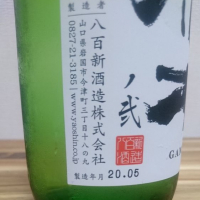 製造者
八百新酒造株式会社
山口県岩国市今津町三丁目十八の九
0827-21-3185 | www.yaoshin.co.jp
製造年月 20.05
ノ弐
GA